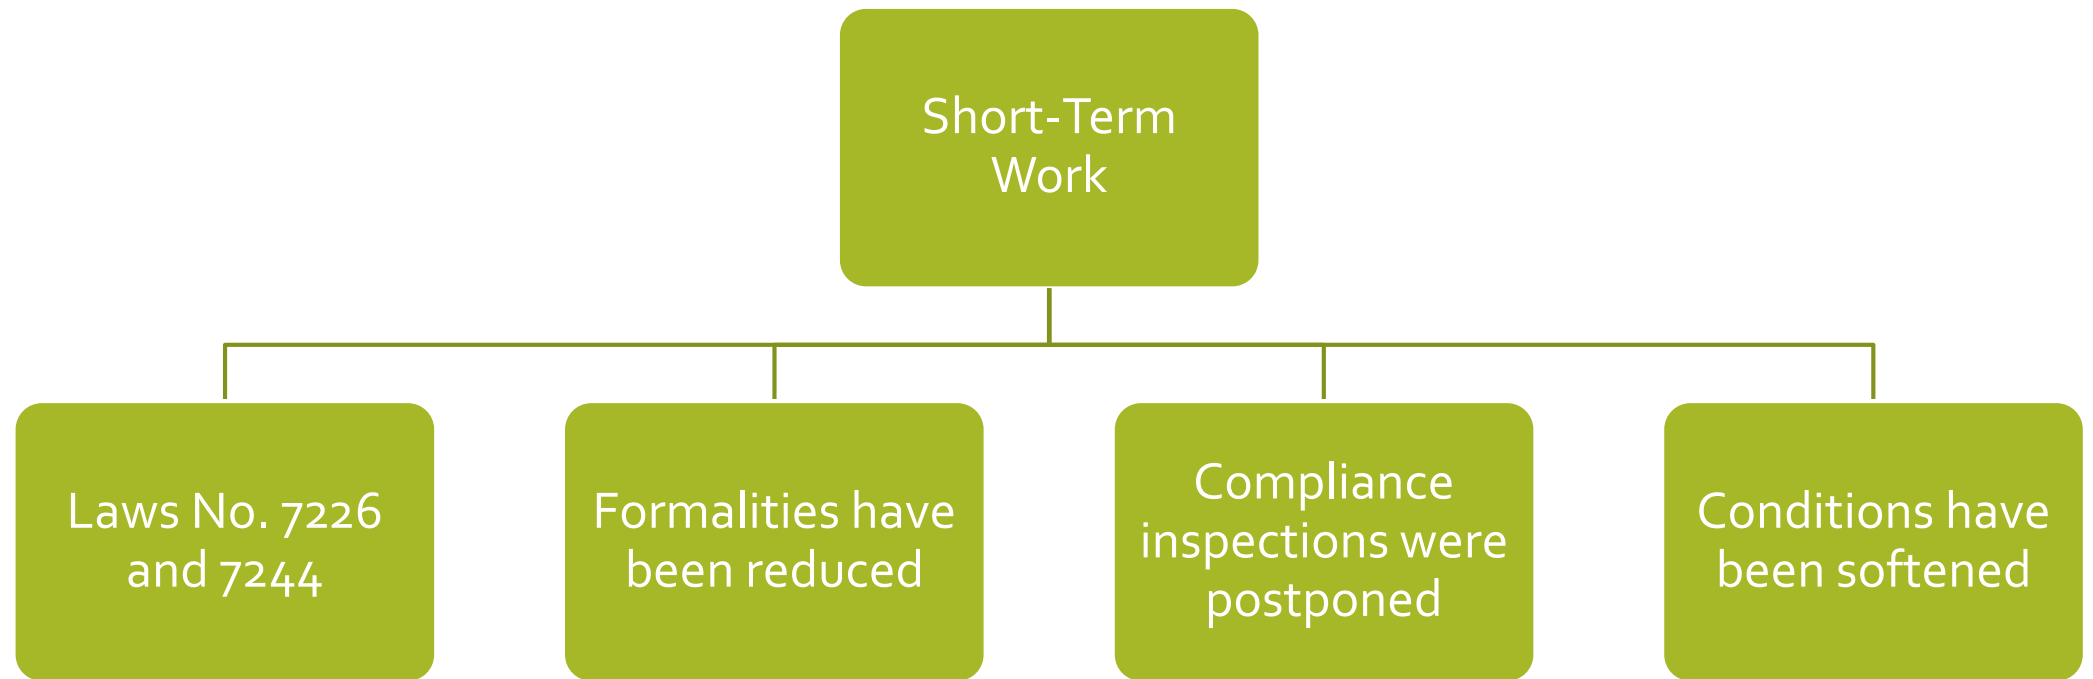 Short-Term
Work
Laws No. 7226
and 7244
Formalities have
been reduced
Compliance
inspections were
postponed
Conditions have
been softened